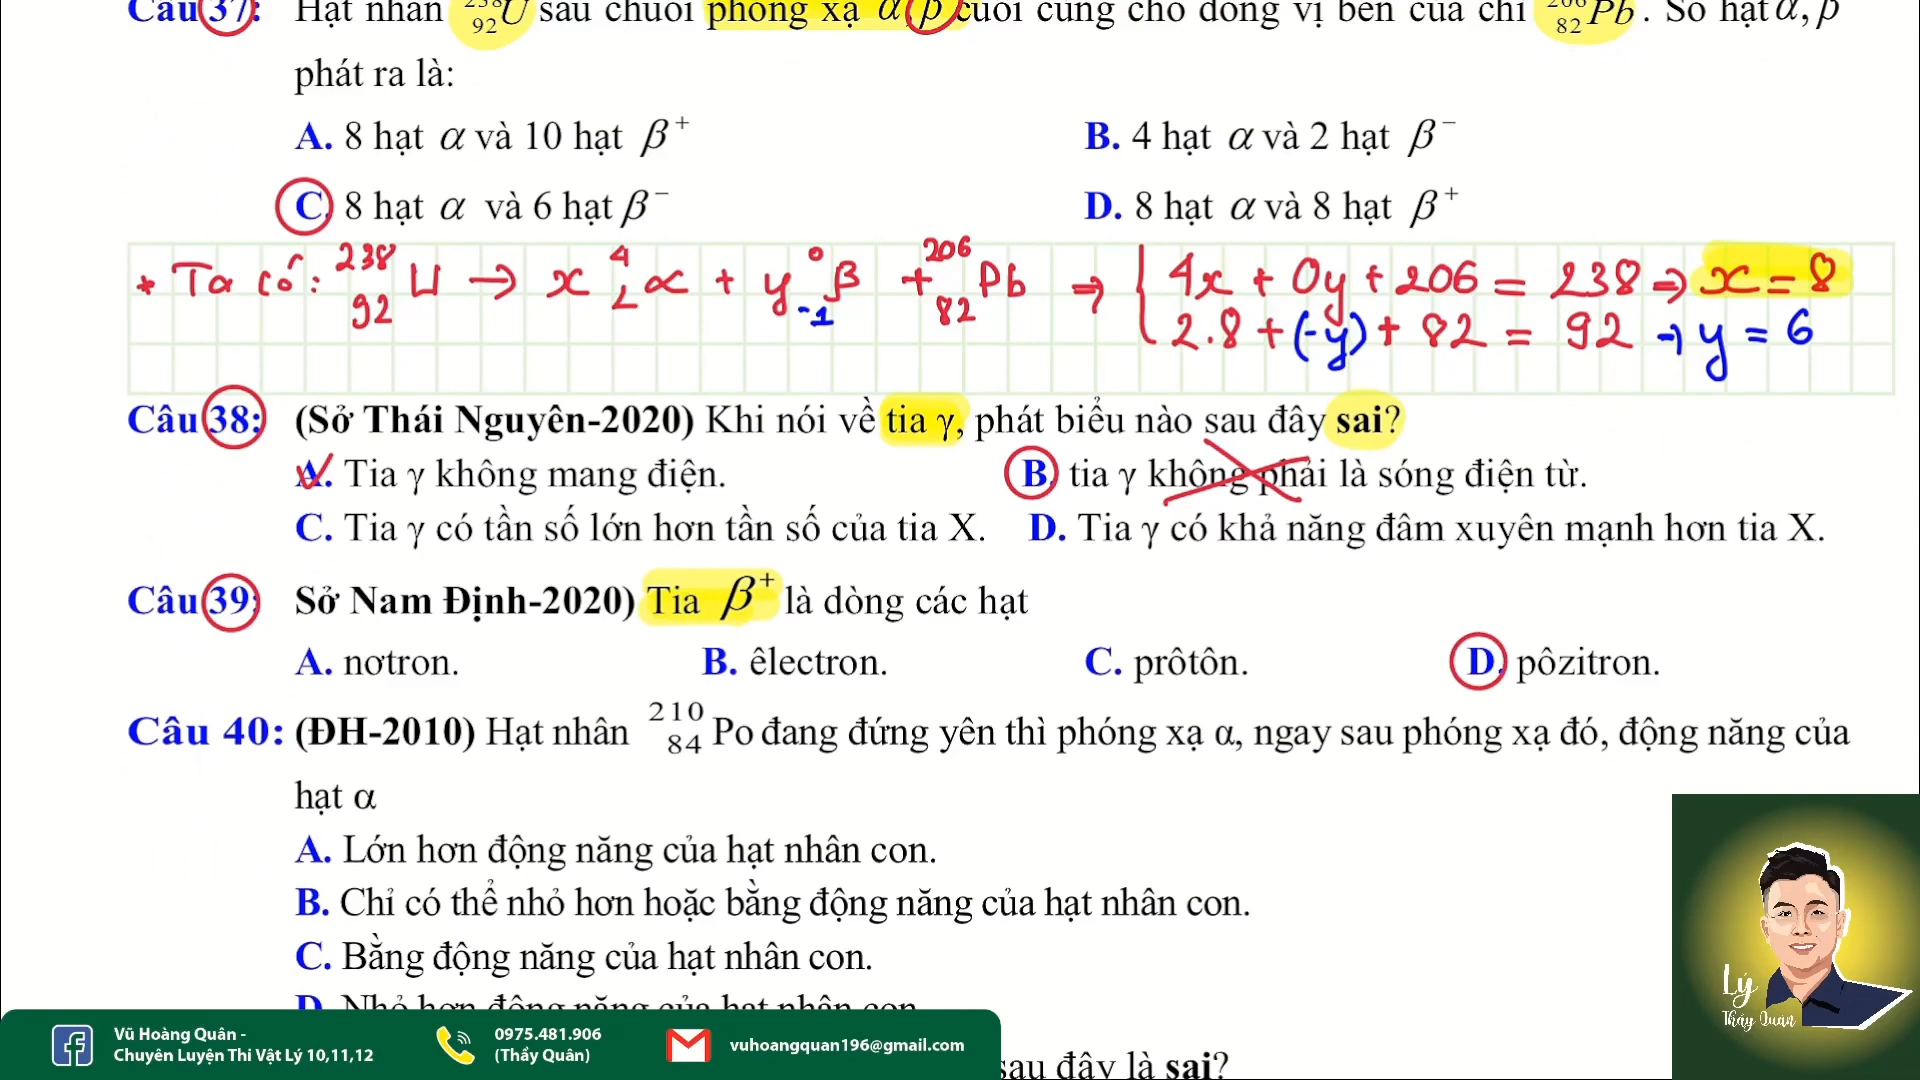 Câu 37: Hạt nhân ²³⁸₉₂U sau chuỗi phóng xạ α, β cuối cùng cho đồng vị bền của chì ²⁰⁶₈₂Pb. Số hạt α, β
phát ra là:
A. 8 hạt α và 10 hạt β⁺ B. 4 hạt α và 2 hạt β⁻
C. 8 hạt α và 6 hạt β⁻ D. 8 hạt α và 8 hạt β⁺
* Ta có: ²³⁸₉₂U → x ⁴₂α + y ⁰₋₁β + ²⁰⁶₈₂Pb ⇒ { 4x + 0y + 206 = 238 ⇒ x = 8
2.8 + (-y) + 82 = 92 → y = 6
Câu 38: (Sở Thái Nguyên-2020) Khi nói về tia γ, phát biểu nào sau đây sai?
A. Tia γ không mang điện. B. tia γ không phải là sóng điện từ.
C. Tia γ có tần số lớn hơn tần số của tia X. D. Tia γ có khả năng đâm xuyên mạnh hơn tia X.
Câu 39: Sở Nam Định-2020) Tia β⁺ là dòng các hạt
A. nơtron. B. êlectron. C. prôtôn. D. pôzitron.
Câu 40: (ĐH-2010) Hạt nhân ²¹⁰₈₄Po đang đứng yên thì phóng xạ α, ngay sau phóng xạ đó, động năng của
hạt α
A. Lớn hơn động năng của hạt nhân con.
B. Chỉ có thể nhỏ hơn hoặc bằng động năng của hạt nhân con.
C. Bằng động năng của hạt nhân con.
D. Nhỏ hơn động năng của hạt nhân con
sau đây là sai?
Vũ Hoàng Quân -
Chuyên Luyện Thi Vật Lý 10,11,12
0975.481.906
(Thầy Quân)
vuhoangquan196@gmail.com
Lý
Thầy Quân